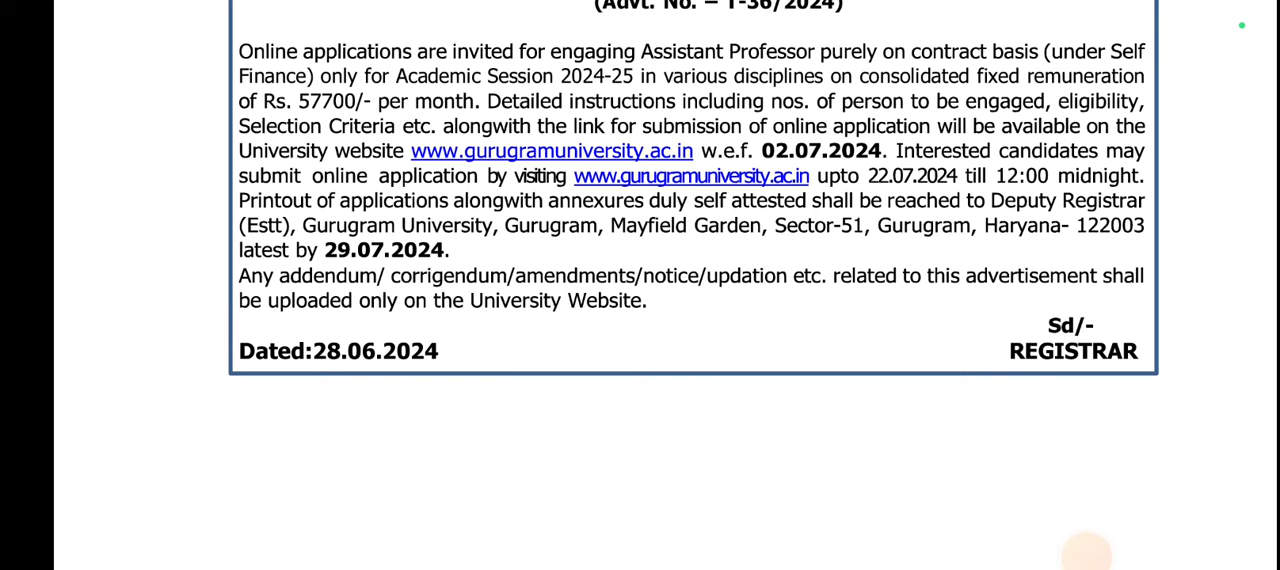 (Advt. No. – T-36/2024)
Online applications are invited for engaging Assistant Professor purely on contract basis (under Self
Finance) only for Academic Session 2024-25 in various disciplines on consolidated fixed remuneration
of Rs. 57700/- per month. Detailed instructions including nos. of person to be engaged, eligibility,
Selection Criteria etc. alongwith the link for submission of online application will be available on the
University website www.gurugramuniversity.ac.in w.e.f. 02.07.2024. Interested candidates may
submit online application by visiting www.gurugramuniversity.ac.in upto 22.07.2024 till 12:00 midnight.
Printout of applications alongwith annexures duly self attested shall be reached to Deputy Registrar
(Estt), Gurugram University, Gurugram, Mayfield Garden, Sector-51, Gurugram, Haryana- 122003
latest by 29.07.2024.
Any addendum/ corrigendum/amendments/notice/updation etc. related to this advertisement shall
be uploaded only on the University Website.
Sd/-
Dated:28.06.2024 REGISTRAR